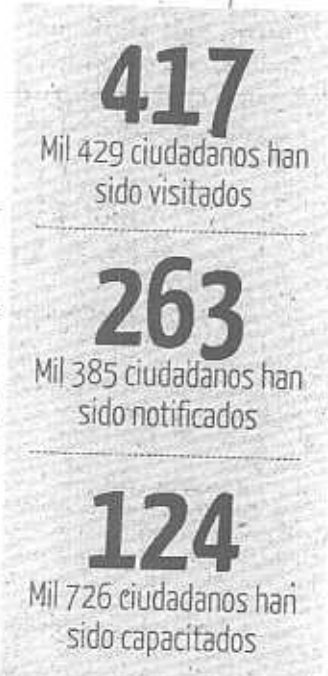 417
Mil 429 ciudadanos han
sido visitados
263
Mil 385 ciudadanos han
sido notificados
124
Mil 726 ciudadanos han
sido capacitados